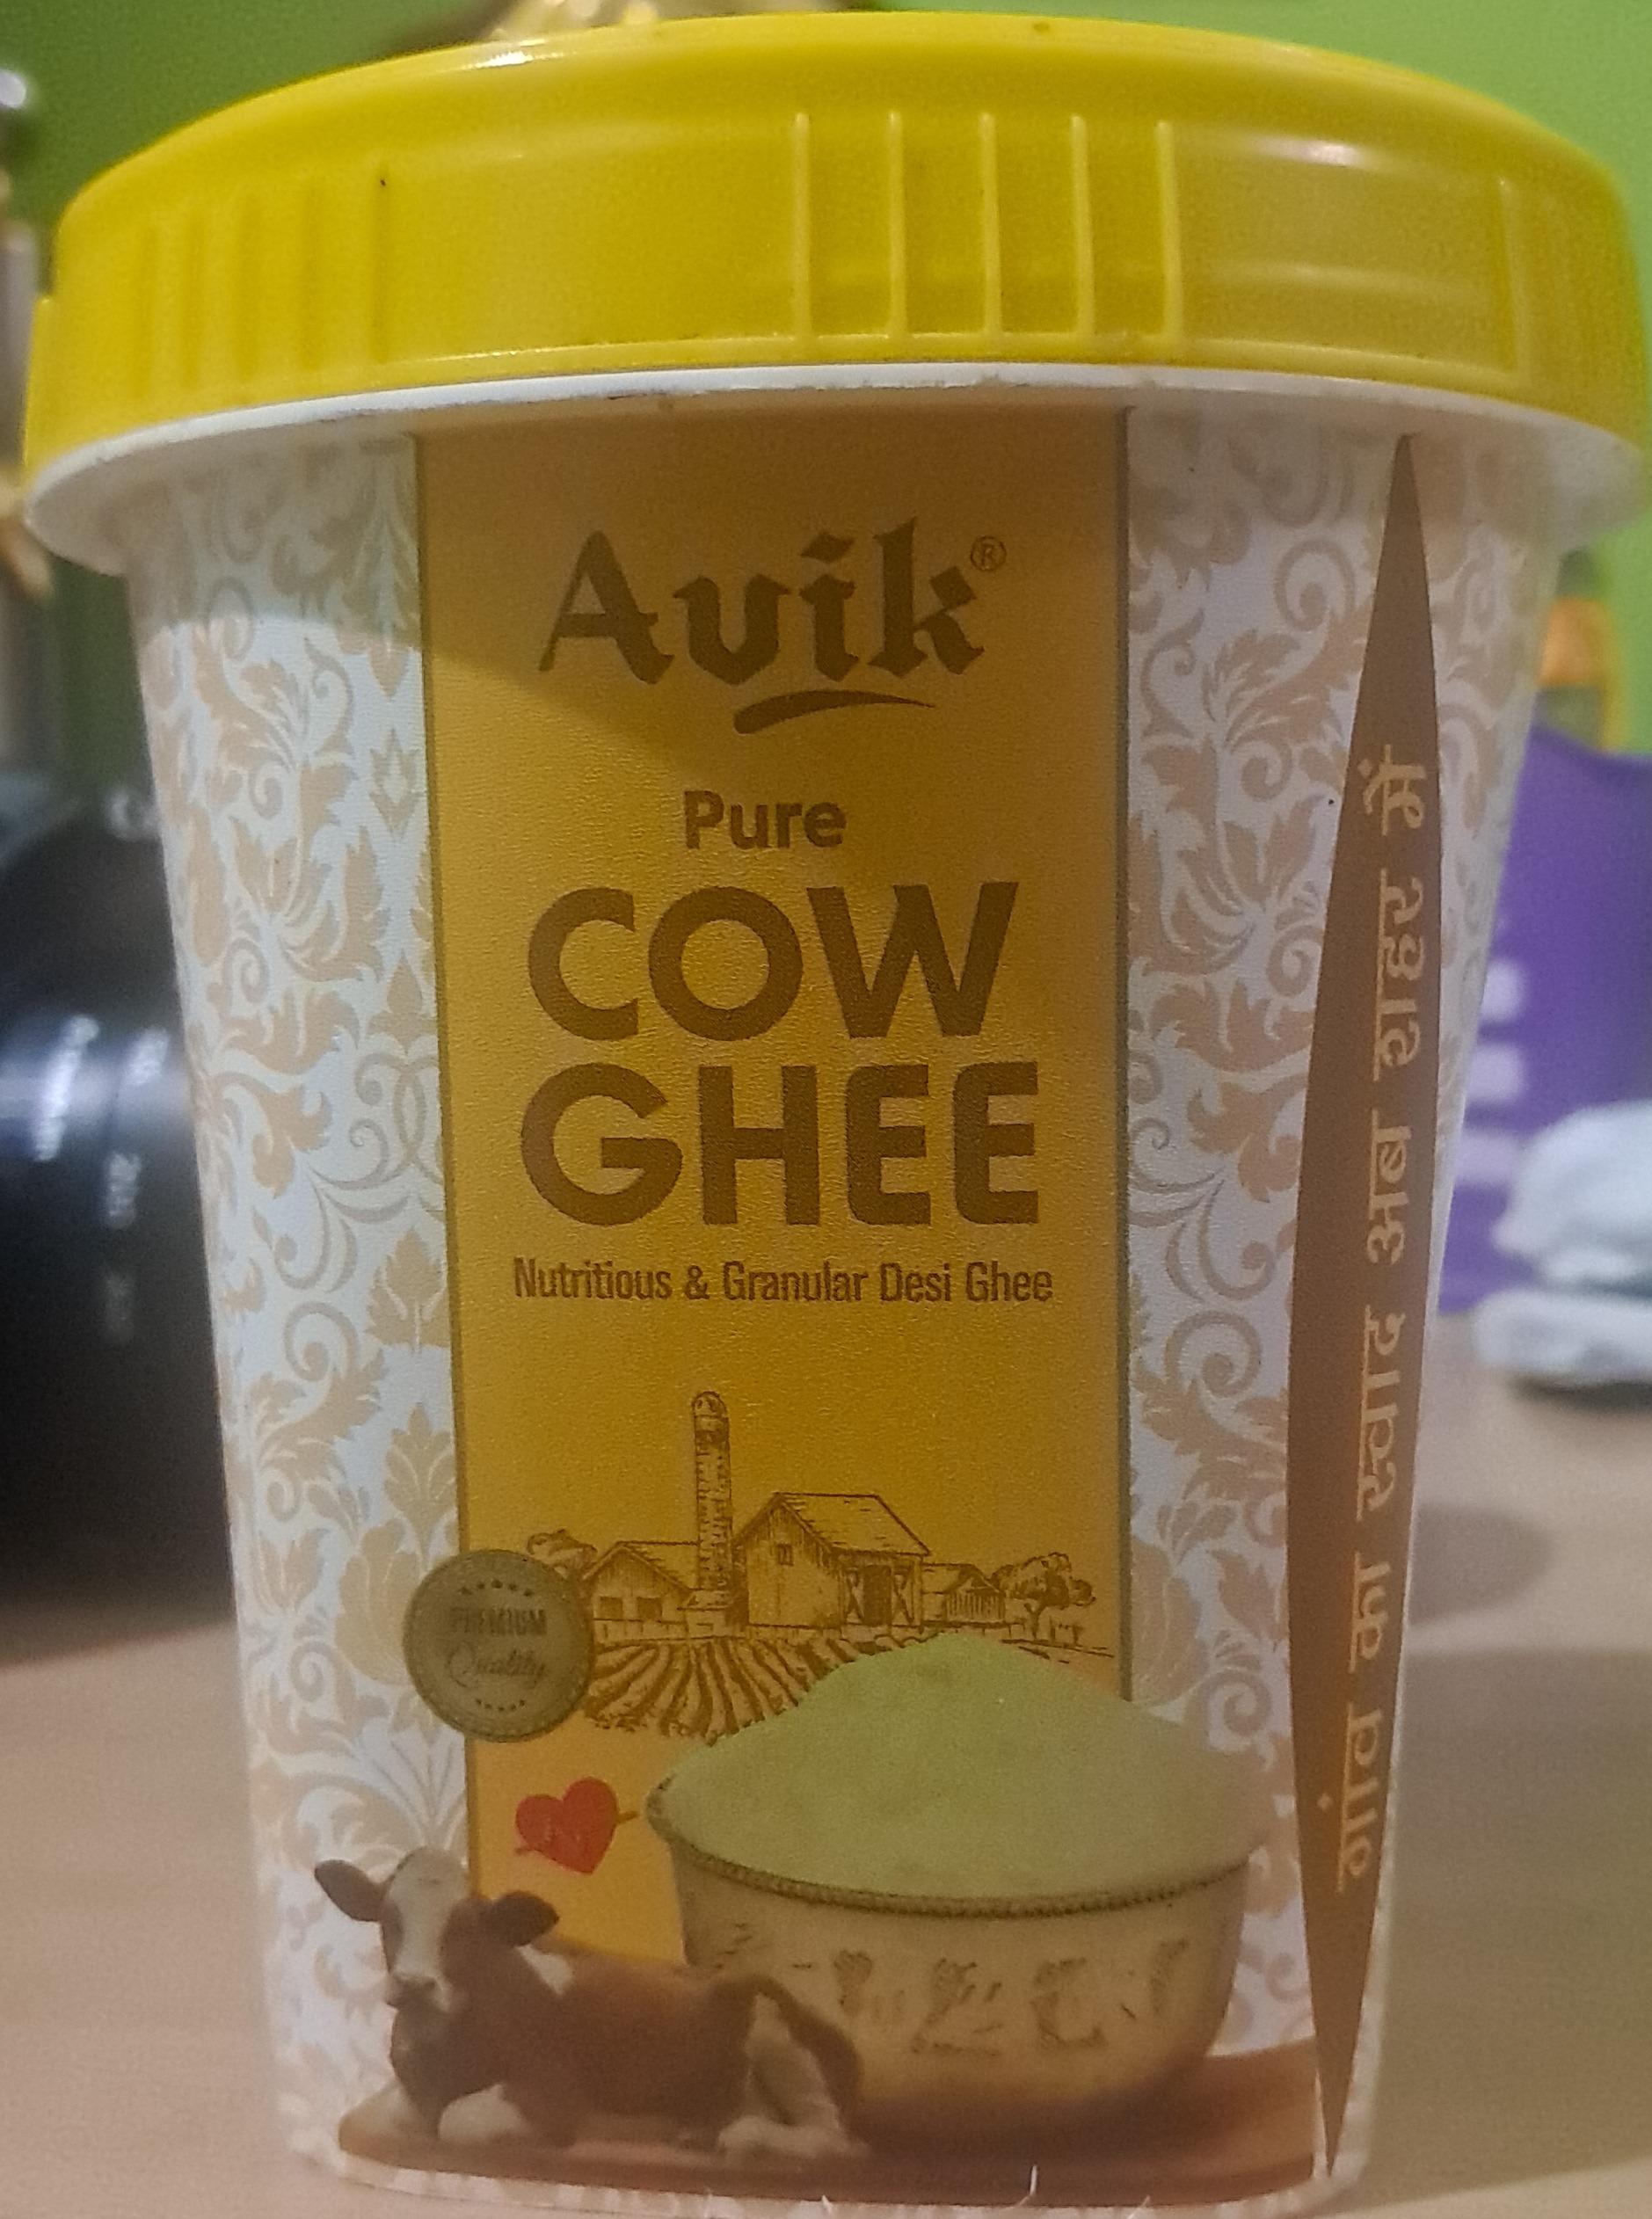 Avik®
Pure
COW
GHEE
Nutritious & Granular Desi Ghee
PREMIUM
Quality
गांव का स्वाद अब शहर में